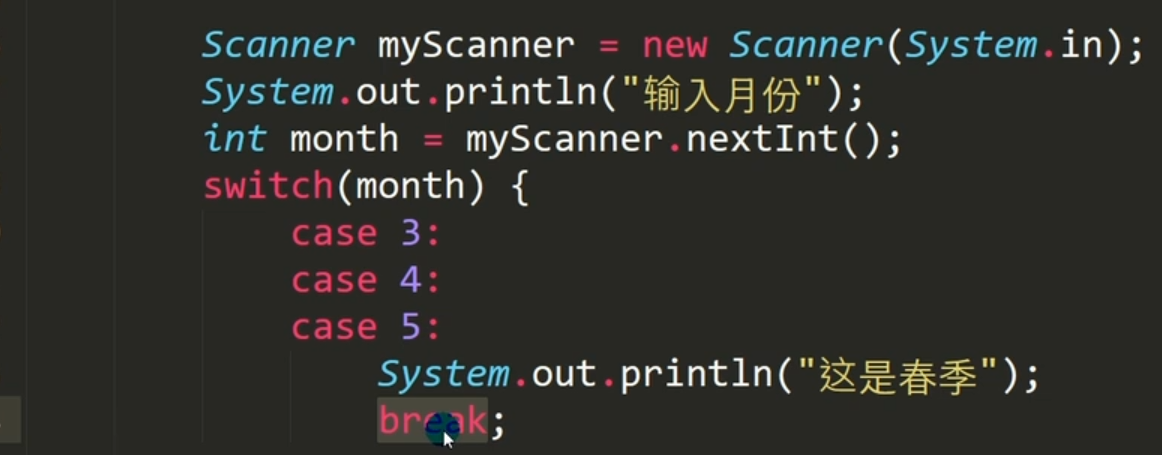 Scanner myScanner = new Scanner(System.in);
System.out.println("输入月份");
int month = myScanner.nextInt();
switch(month) {
case 3:
case 4:
case 5:
System.out.println("这是春季");
break;